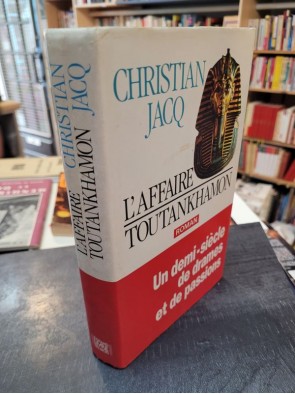 CHRISTIAN
JACQ
L'AFFAIRE
TOUTANKHAMON
ROMAN
Un demi-siècle
de drames
et de passions
CHRISTIAN
JACQ
L'AFFAIRE
TOUTANKHAMON